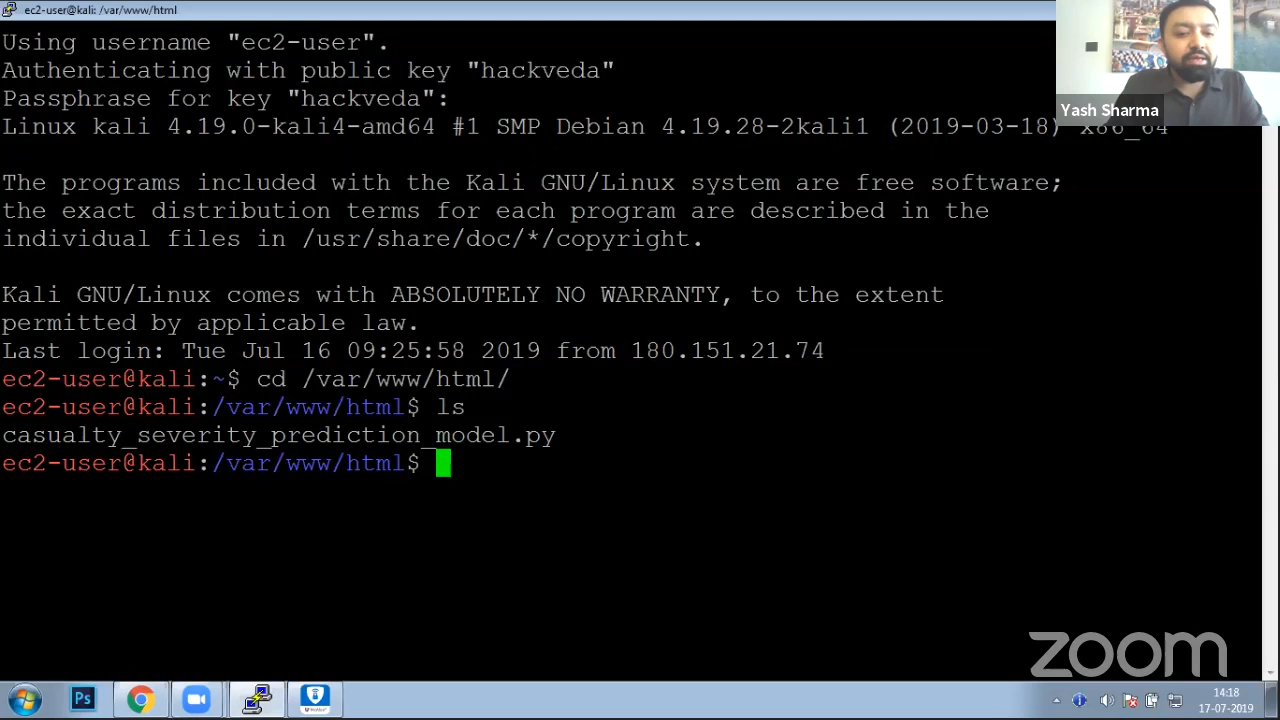 ec2-user@kali: /var/www/html
Using username "ec2-user".
Authenticating with public key "hackveda"
Passphrase for key "hackveda":
Linux kali 4.19.0-kali4-amd64 #1 SMP Debian 4.19.28-2kali1 (2019-03-18) x86_64
Yash Sharma
The programs included with the Kali GNU/Linux system are free software;
the exact distribution terms for each program are described in the
individual files in /usr/share/doc/*/copyright.
Kali GNU/Linux comes with ABSOLUTELY NO WARRANTY, to the extent
permitted by applicable law.
Last login: Tue Jul 16 09:25:58 2019 from 180.151.21.74
ec2-user@kali:~$ cd /var/www/html/
ec2-user@kali:/var/www/html$ ls
casualty_severity_prediction_model.py
ec2-user@kali:/var/www/html$
zoom
Ps
14:18
17-07-2019